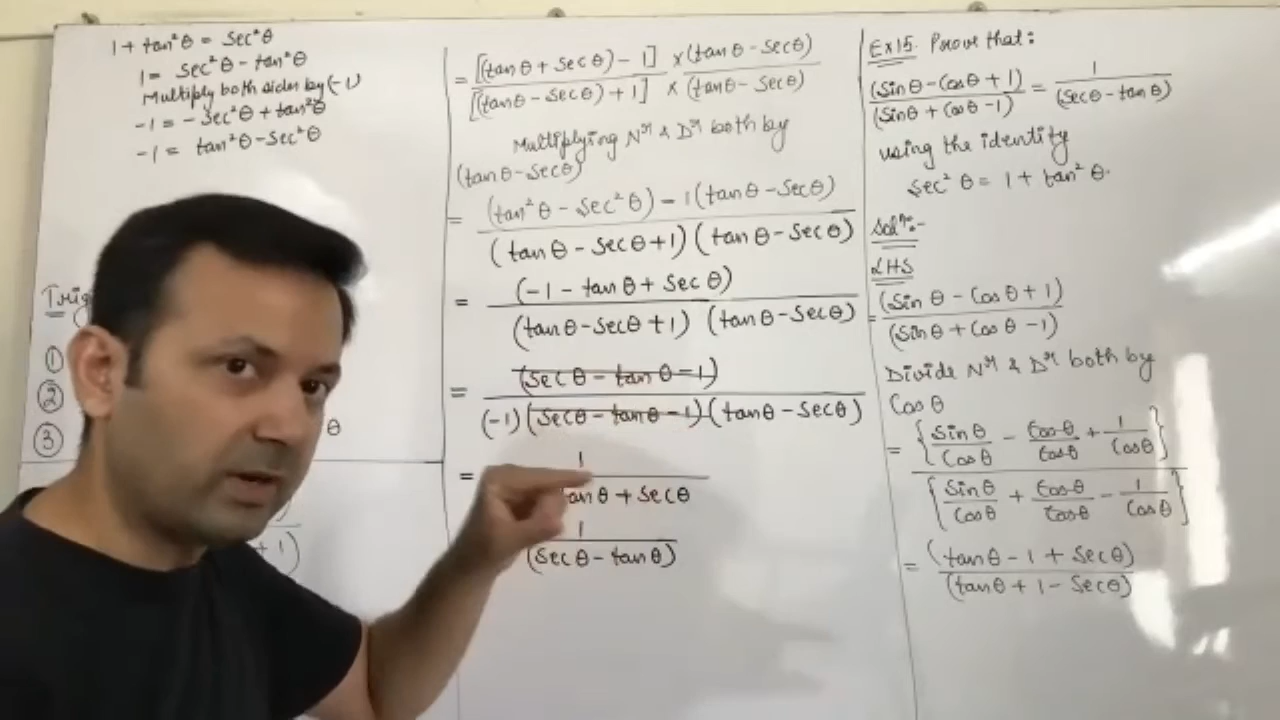 1 + tan²θ = Sec²θ
1 = Sec²θ - tan²θ
Multiply both sides by (-1)
-1 = - Sec²θ + tan²θ
-1 = tan²θ - Sec²θ
①
②
③ θ
+ 1)
= [(tanθ + Secθ) - 1] / [(tanθ - Secθ) + 1] × (tanθ - Secθ) / (tanθ - Secθ)
Multiplying Nʳ & Dʳ both by
(tanθ - Secθ)
= (tan²θ - Sec²θ) - 1 (tanθ - Secθ) / (tanθ - Secθ + 1) (tanθ - Secθ)
= (-1 - tanθ + Secθ) / (tanθ - Secθ + 1) (tanθ - Secθ)
= (Secθ - tanθ - 1) / (-1) (Secθ - tanθ - 1) (tanθ - Secθ)
= 1 / tanθ + Secθ
1 / (Secθ - tanθ)
Ex 15. Prove that:
(Sinθ - Cosθ + 1) / (Sinθ + Cosθ - 1) = 1 / (Secθ - tanθ)
using the identity
Sec²θ = 1 + tan²θ.
Solⁿ:-
LHS
= (Sinθ - Cosθ + 1) / (Sinθ + Cosθ - 1)
Divide Nʳ & Dʳ both by
Cosθ
= {Sinθ/Cosθ - Cosθ/Cosθ + 1/Cosθ} / {Sinθ/Cosθ + Cosθ/Cosθ - 1/Cosθ}
= (tanθ - 1 + Secθ) / (tanθ + 1 - Secθ)